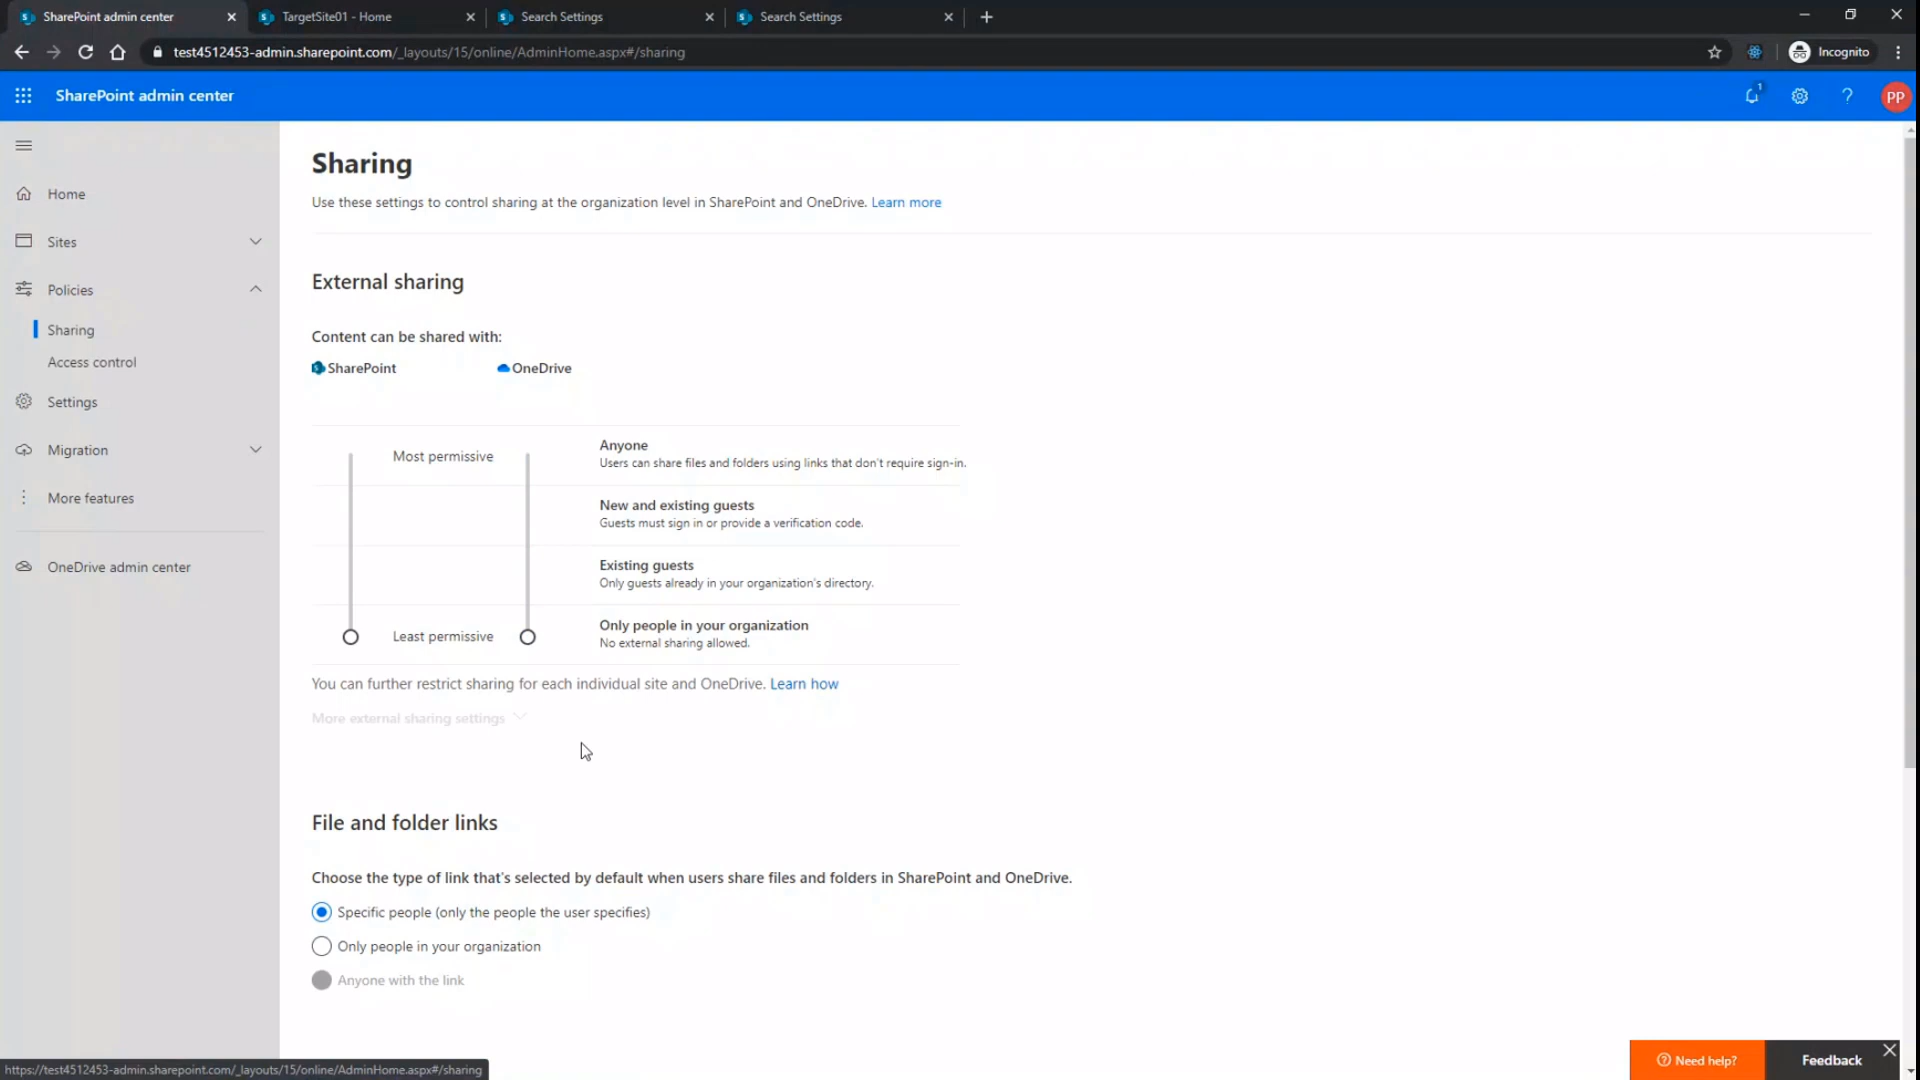 SharePoint admin center
TargetSite01 - Home
Search Settings
Search Settings
test4512453-admin.sharepoint.com/_layouts/15/online/AdminHome.aspx#/sharing
Incognito
SharePoint admin center
1
PP
Home
Sites
Policies
Sharing
Access control
Settings
Migration
More features
OneDrive admin center
Sharing
Use these settings to control sharing at the organization level in SharePoint and OneDrive. Learn more
External sharing
Content can be shared with:
SharePoint
OneDrive
Most permissive
Anyone
Users can share files and folders using links that don't require sign-in.
New and existing guests
Guests must sign in or provide a verification code.
Existing guests
Only guests already in your organization's directory.
Least permissive
Only people in your organization
No external sharing allowed.
You can further restrict sharing for each individual site and OneDrive. Learn how
More external sharing settings
File and folder links
Choose the type of link that's selected by default when users share files and folders in SharePoint and OneDrive.
Specific people (only the people the user specifies)
Only people in your organization
Anyone with the link
Need help?
Feedback
https://test4512453-admin.sharepoint.com/_layouts/15/online/AdminHome.aspx#/sharing